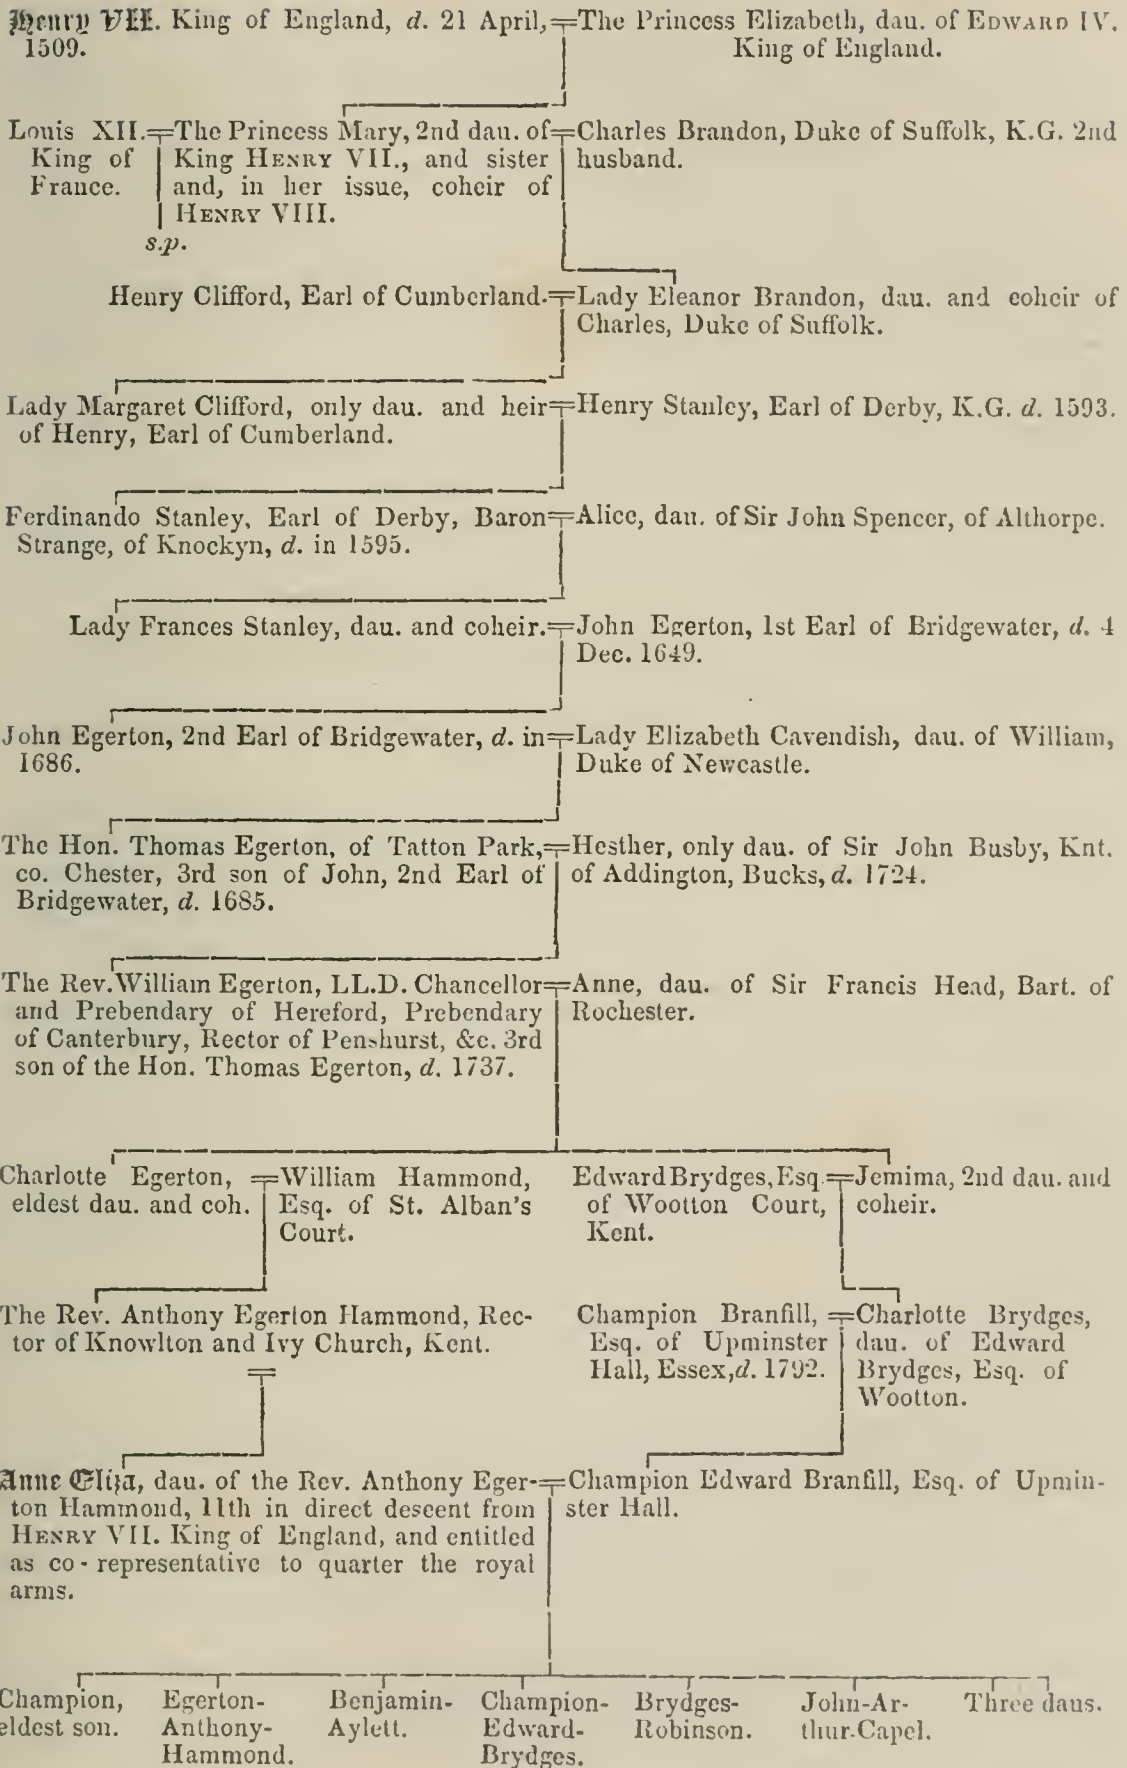 Henry VII. King of England, d. 21 April,
1509.
The Princess Elizabeth, dau. of EDWARD IV.
King of England.
Louis XII.
King of
France.
The Princess Mary, 2nd dau. of
King HENRY VII., and sister
and, in her issue, coheir of
HENRY VIII.
Charles Brandon, Duke of Suffolk, K.G. 2nd
husband.
s.p.
Henry Clifford, Earl of Cumberland.
Lady Eleanor Brandon, dau. and coheir of
Charles, Duke of Suffolk.
Lady Margaret Clifford, only dau. and heir
of Henry, Earl of Cumberland.
Henry Stanley, Earl of Derby, K.G. d. 1593.
Ferdinando Stanley, Earl of Derby, Baron
Strange, of Knockyn, d. in 1595.
Alice, dau. of Sir John Spencer, of Althorpe.
Lady Frances Stanley, dau. and coheir.
John Egerton, 1st Earl of Bridgewater, d. 4
Dec. 1649.
John Egerton, 2nd Earl of Bridgewater, d. in
1686.
Lady Elizabeth Cavendish, dau. of William,
Duke of Newcastle.
The Hon. Thomas Egerton, of Tatton Park,
co. Chester, 3rd son of John, 2nd Earl of
Bridgewater, d. 1685.
Hesther, only dau. of Sir John Busby, Knt.
of Addington, Bucks, d. 1724.
The Rev. William Egerton, LL.D. Chancellor
and Prebendary of Hereford, Prebendary
of Canterbury, Rector of Penshurst, &c. 3rd
son of the Hon. Thomas Egerton, d. 1737.
Anne, dau. of Sir Francis Head, Bart. of
Rochester.
Charlotte Egerton,
eldest dau. and coh.
William Hammond,
Esq. of St. Alban's
Court.
Edward Brydges, Esq.
of Wootton Court,
Kent.
Jemima, 2nd dau. and
coheir.
The Rev. Anthony Egerton Hammond, Rec-
tor of Knowlton and Ivy Church, Kent.
Champion Branfill,
Esq. of Upminster
Hall, Essex, d. 1792.
Charlotte Brydges,
dau. of Edward
Brydges, Esq. of
Wootton.
Anne Eliza, dau. of the Rev. Anthony Eger-
ton Hammond, 11th in direct descent from
HENRY VII. King of England, and entitled
as co-representative to quarter the royal
arms.
Champion Edward Branfill, Esq. of Upmin-
ster Hall.
Champion,
eldest son.
Egerton-
Anthony-
Hammond.
Benjamin-
Aylett.
Champion-
Edward-
Brydges.
Brydges-
Robinson.
John-Ar-
thur-Capel.
Three daus.